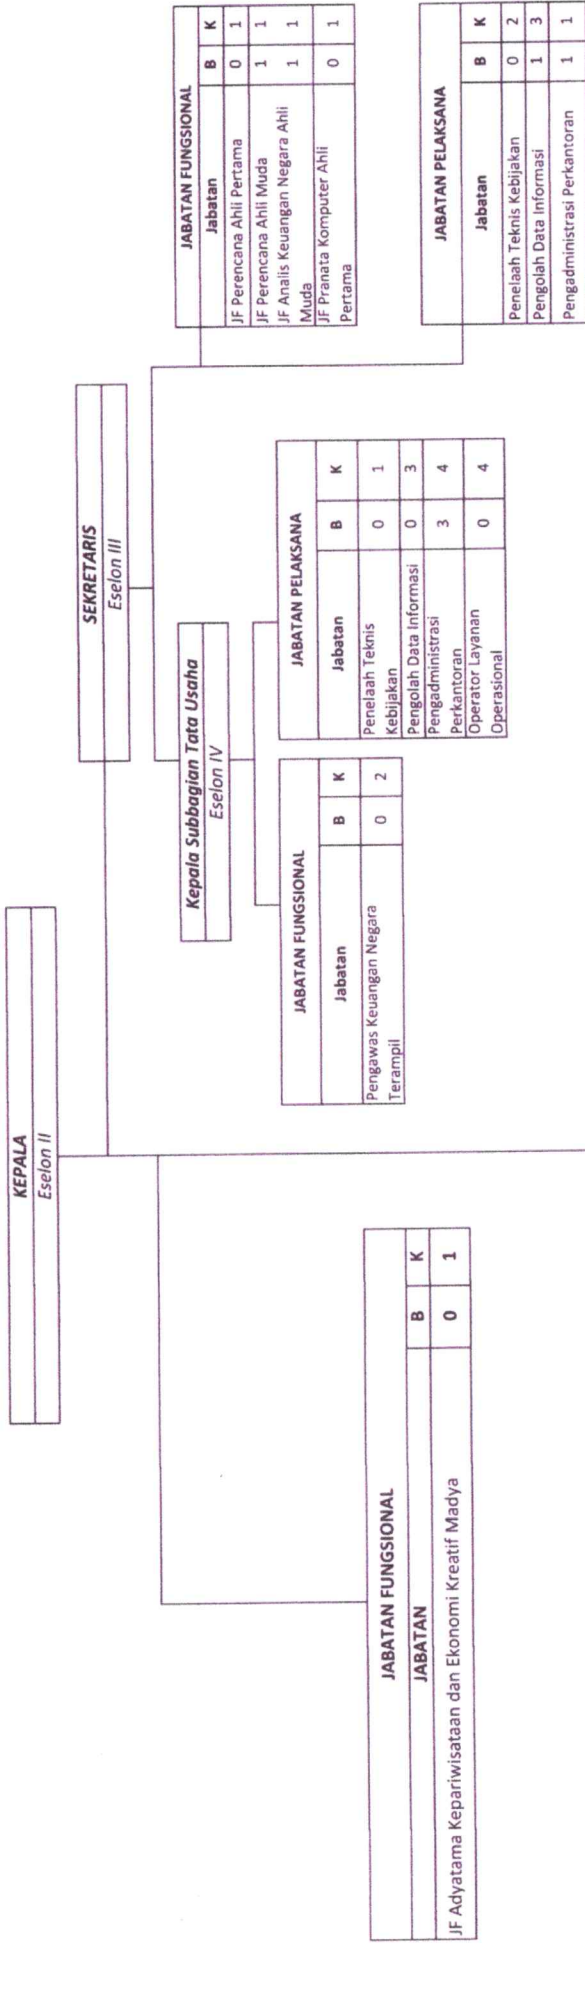 KEPALA
Eselon II
SEKRETARIS
Eselon III
Kepala Subbagian Tata Usaha
Eselon IV
JABATAN FUNGSIONAL
JABATAN B K
JF Adyatama Kepariwisataan dan Ekonomi Kreatif Madya 0 1
JABATAN FUNGSIONAL
Jabatan B K
Pengawas Keuangan Negara
Terampil 0 2
JABATAN PELAKSANA
Jabatan B K
Penelaah Teknis
Kebijakan 0 1
Pengolah Data Informasi 0 3
Pengadministrasi
Perkantoran 3 4
Operator Layanan
Operasional 0 4
JABATAN FUNGSIONAL
Jabatan B K
JF Perencana Ahli Pertama 0 1
JF Perencana Ahli Muda 1 1
JF Analis Keuangan Negara Ahli
Muda 1 1
JF Pranata Komputer Ahli
Pertama 0 1
JABATAN PELAKSANA
Jabatan B K
Penelaah Teknis Kebijakan 0 2
Pengolah Data Informasi 1 3
Pengadministrasi Perkantoran 1 1